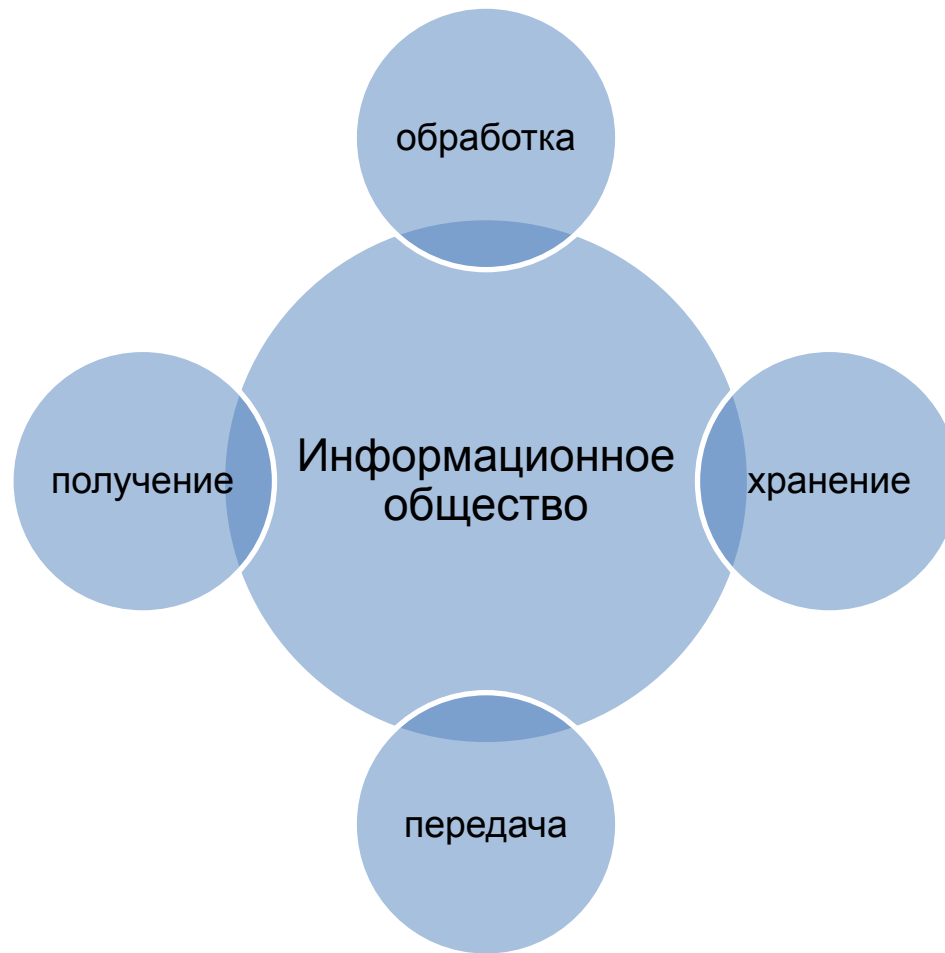 обработка
получение
Информационное
общество
хранение
передача